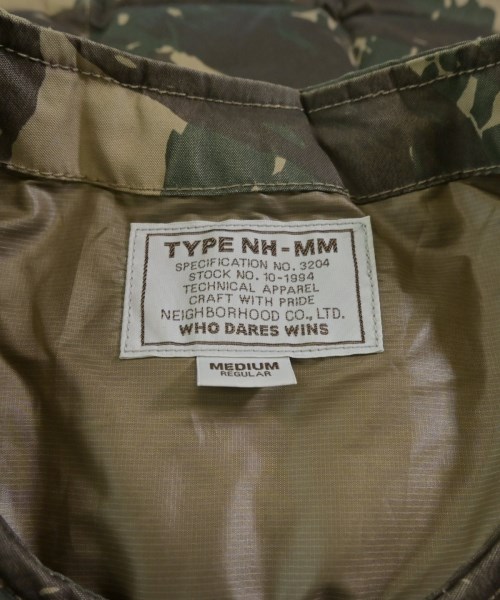 TYPE NH-MM
SPECIFICATION NO. 3204
STOCK NO. 10-1994
TECHNICAL APPAREL
CRAFT WITH PRIDE
NEIGHBORHOOD CO., LTD.
WHO DARES WINS
MEDIUM
REGULAR